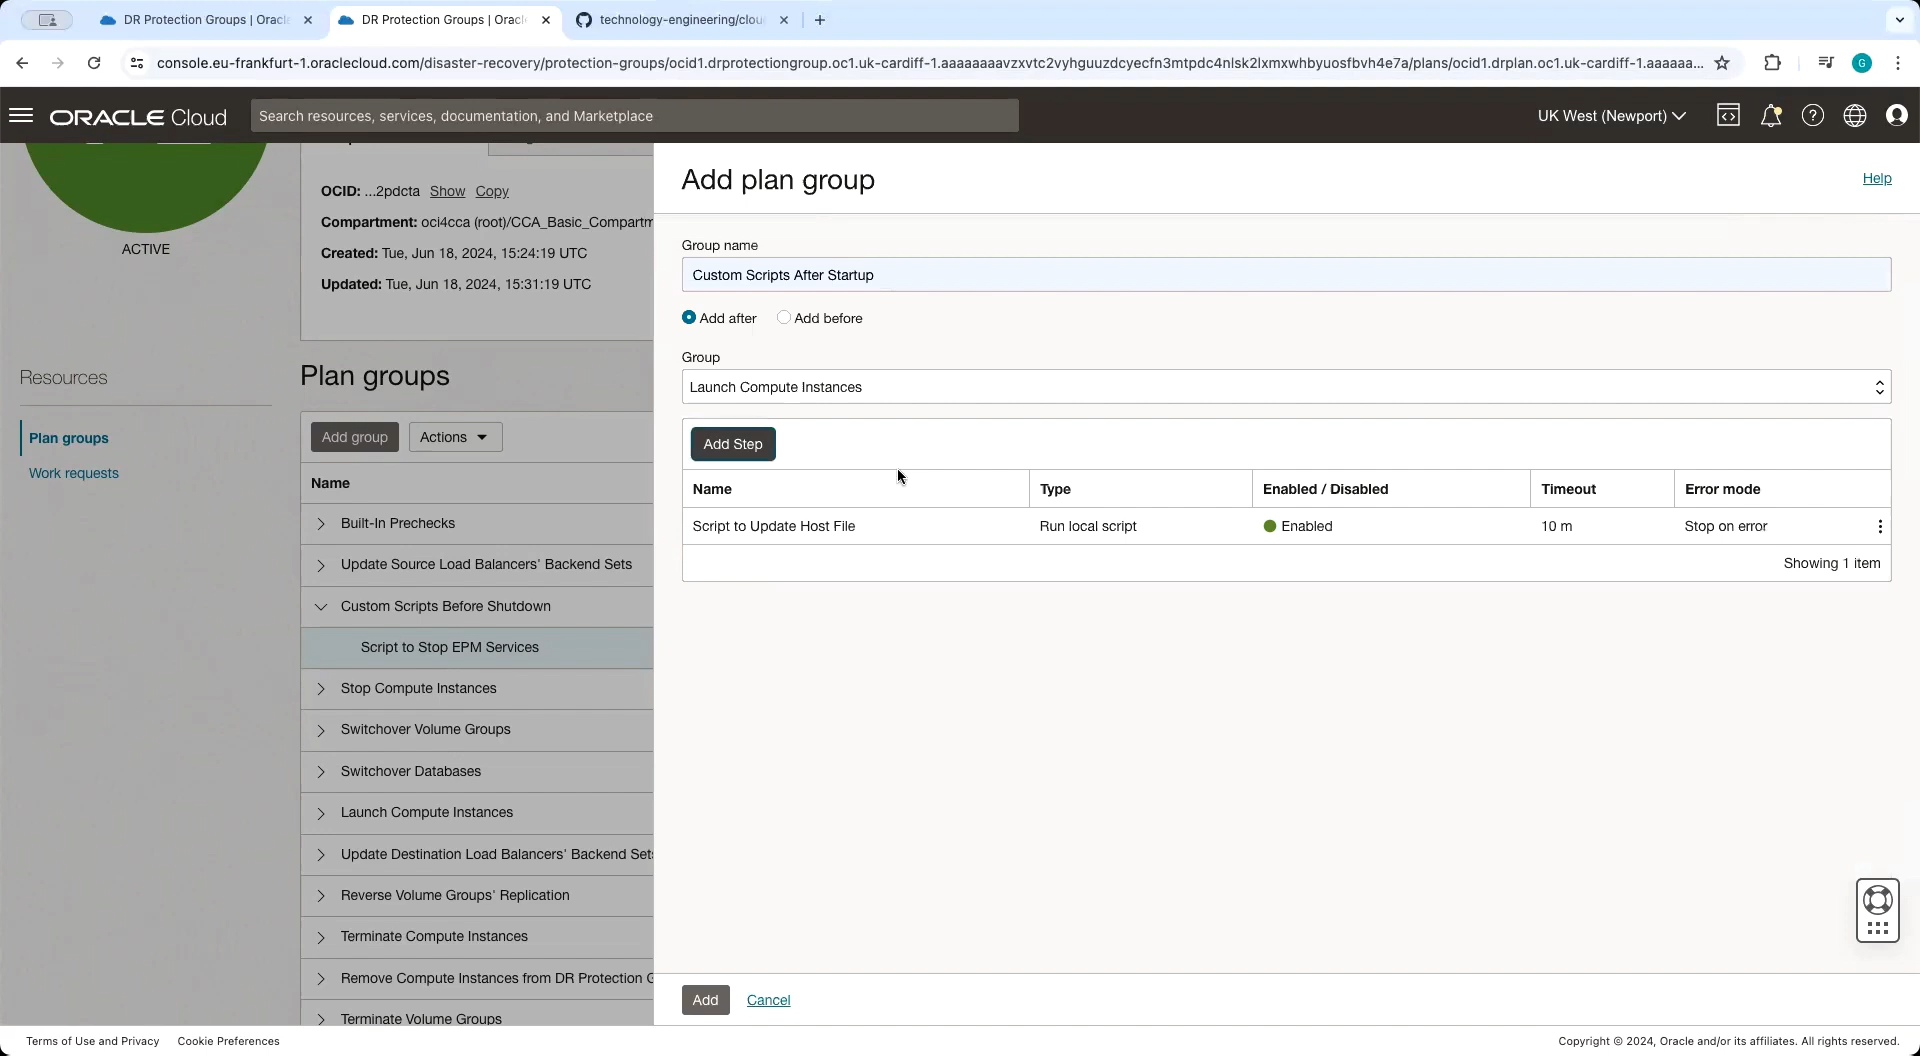 DR Protection Groups | Oracle
DR Protection Groups | Oracle
technology-engineering/clou
console.eu-frankfurt-1.oraclecloud.com/disaster-recovery/protection-groups/ocid1.drprotectiongroup.oc1.uk-cardiff-1.aaaaaaaavzxvtc2vyhguuzdcyecfn3mtpdc4nlsk2lxmxwhbyuosfbvh4e7a/plans/ocid1.drplan.oc1.uk-cardiff-1.aaaaaa...
G
ORACLE Cloud
Search resources, services, documentation, and Marketplace
UK West (Newport)
ACTIVE
OCID: ...2pdcta Show Copy
Compartment: oci4cca (root)/CCA_Basic_Compartm
Created: Tue, Jun 18, 2024, 15:24:19 UTC
Updated: Tue, Jun 18, 2024, 15:31:19 UTC
Resources
Plan groups
Work requests
Plan groups
Add group
Actions
Name
Built-In Prechecks
Update Source Load Balancers' Backend Sets
Custom Scripts Before Shutdown
Script to Stop EPM Services
Stop Compute Instances
Switchover Volume Groups
Switchover Databases
Launch Compute Instances
Update Destination Load Balancers' Backend Sets
Reverse Volume Groups' Replication
Terminate Compute Instances
Remove Compute Instances from DR Protection G
Terminate Volume Groups
Add plan group
Help
Group name
Custom Scripts After Startup
Add after
Add before
Group
Launch Compute Instances
Add Step
Name Type Enabled / Disabled Timeout Error mode
Script to Update Host File Run local script Enabled 10 m Stop on error
Showing 1 item
Add
Cancel
Terms of Use and Privacy
Cookie Preferences
Copyright © 2024, Oracle and/or its affiliates. All rights reserved.